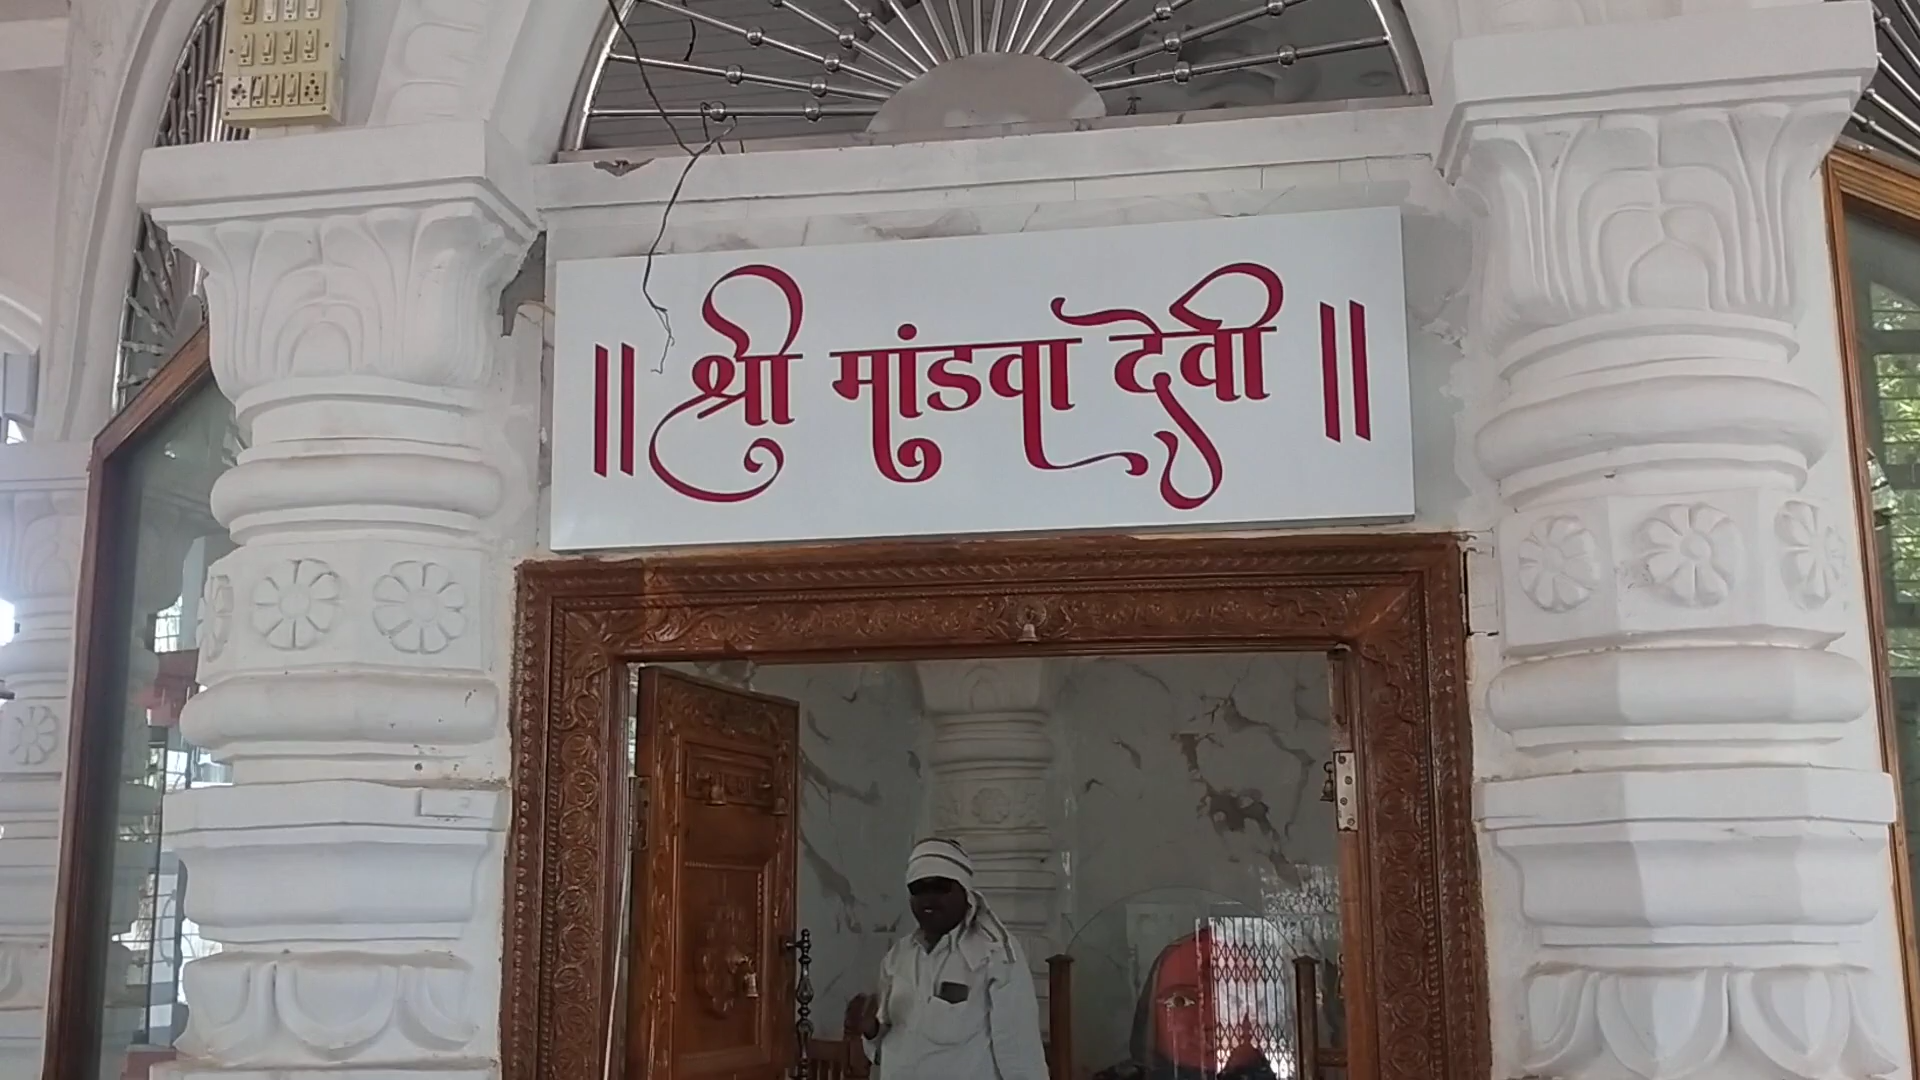 ॥ श्री मांडवा देवी ॥